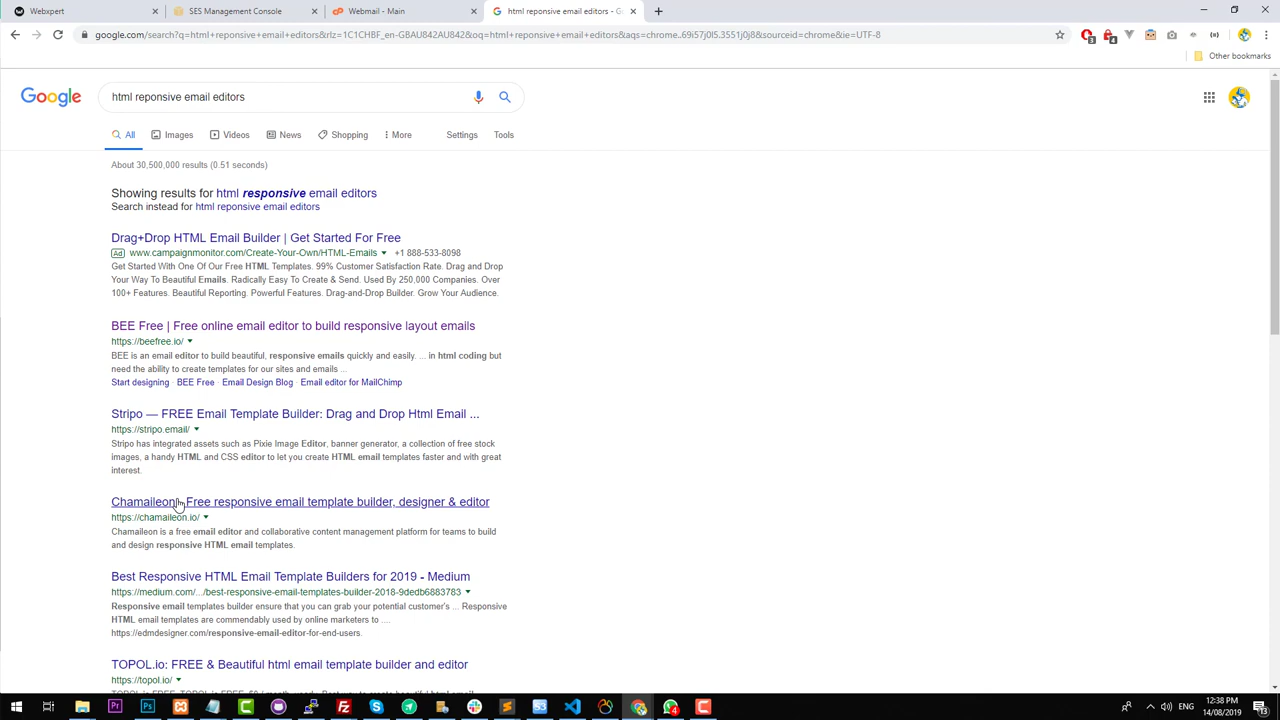 Webxpert
SES Management Console
Webmail - Main
html reponsive email editors - G
google.com/search?q=html+reponsive+email+editors&rlz=1C1CHBF_en-GBAU842AU842&oq=html+reponsive+email+editors&aqs=chrome..69i57j0l5.3551j0j8&sourceid=chrome&ie=UTF-8
3
4
Other bookmarks
Google
html reponsive email editors
All
Images
Videos
News
Shopping
More
Settings
Tools
About 30,500,000 results (0.51 seconds)
Showing results for html responsive email editors
Search instead for html reponsive email editors
Drag+Drop HTML Email Builder | Get Started For Free
Ad www.campaignmonitor.com/Create-Your-Own/HTML-Emails +1 888-533-8098
Get Started With One Of Our Free HTML Templates. 99% Customer Satisfaction Rate. Drag and Drop
Your Way To Beautiful Emails. Radically Easy To Create & Send. Used By 250,000 Companies. Over
100+ Features. Beautiful Reporting. Powerful Features. Drag-and-Drop Builder. Grow Your Audience.
BEE Free | Free online email editor to build responsive layout emails
https://beefree.io/
BEE is an email editor to build beautiful, responsive emails quickly and easily. ... in html coding but
need the ability to create templates for our sites and emails ...
Start designing · BEE Free · Email Design Blog · Email editor for MailChimp
Stripo — FREE Email Template Builder: Drag and Drop Html Email ...
https://stripo.email/
Stripo has integrated assets such as Pixie Image Editor, banner generator, a collection of free stock
images, a handy HTML and CSS editor to let you create HTML email templates faster and with great
interest.
Chamaileon Free responsive email template builder, designer & editor
https://chamaileon.io/
Chamaileon is a free email editor and collaborative content management platform for teams to build
and design responsive HTML email templates.
Best Responsive HTML Email Template Builders for 2019 - Medium
https://medium.com/.../best-responsive-email-templates-builder-2018-9dedb6883783
Responsive email templates builder ensure that you can grab your potential customer's ... Responsive
HTML email templates are commendably used by online marketers to ....
https://edmdesigner.com/responsive-email-editor-for-end-users.
TOPOL.io: FREE & Beautiful html email template builder and editor
https://topol.io/
Pr
Ps
4
ENG
12:38 PM
14/08/2019
13